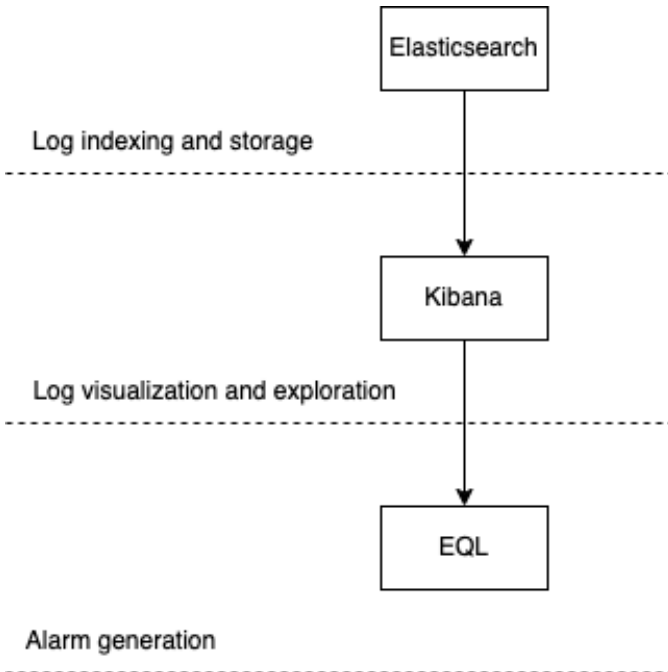 Elasticsearch
Log indexing and storage
Kibana
Log visualization and exploration
EQL
Alarm generation